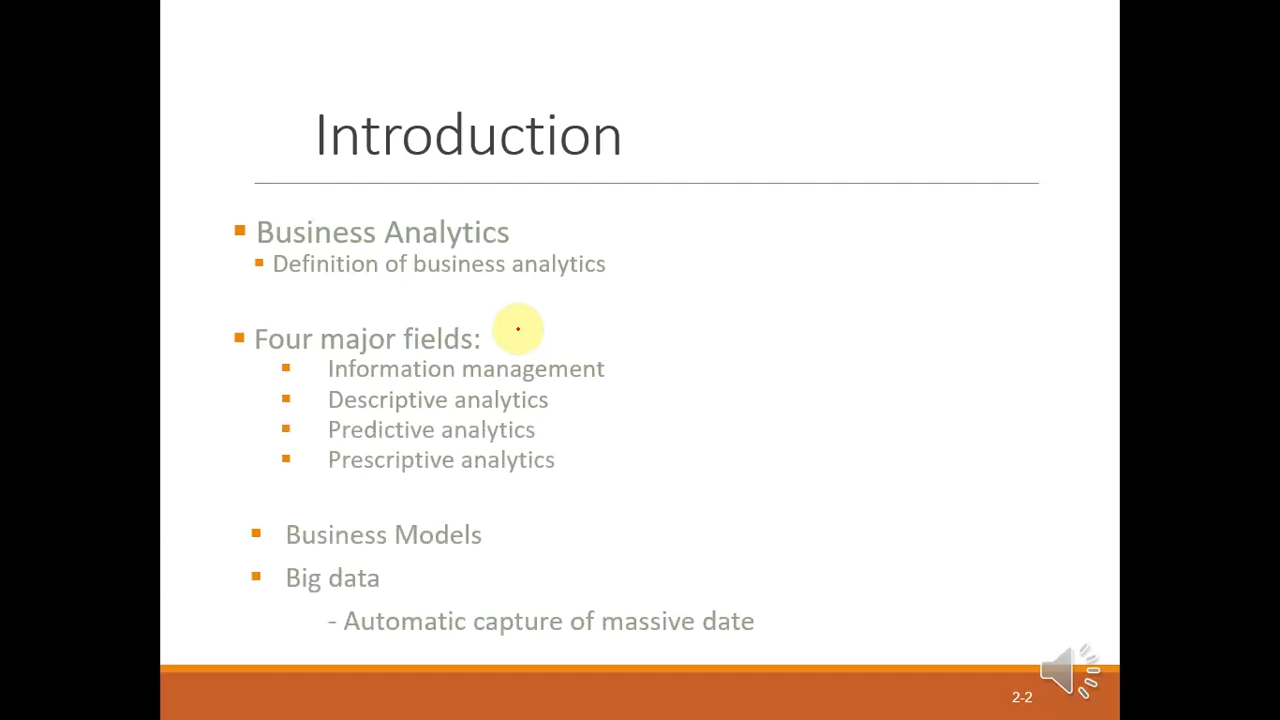 Introduction
Business Analytics
Definition of business analytics
Four major fields:
Information management
Descriptive analytics
Predictive analytics
Prescriptive analytics
Business Models
Big data
- Automatic capture of massive date
2-2